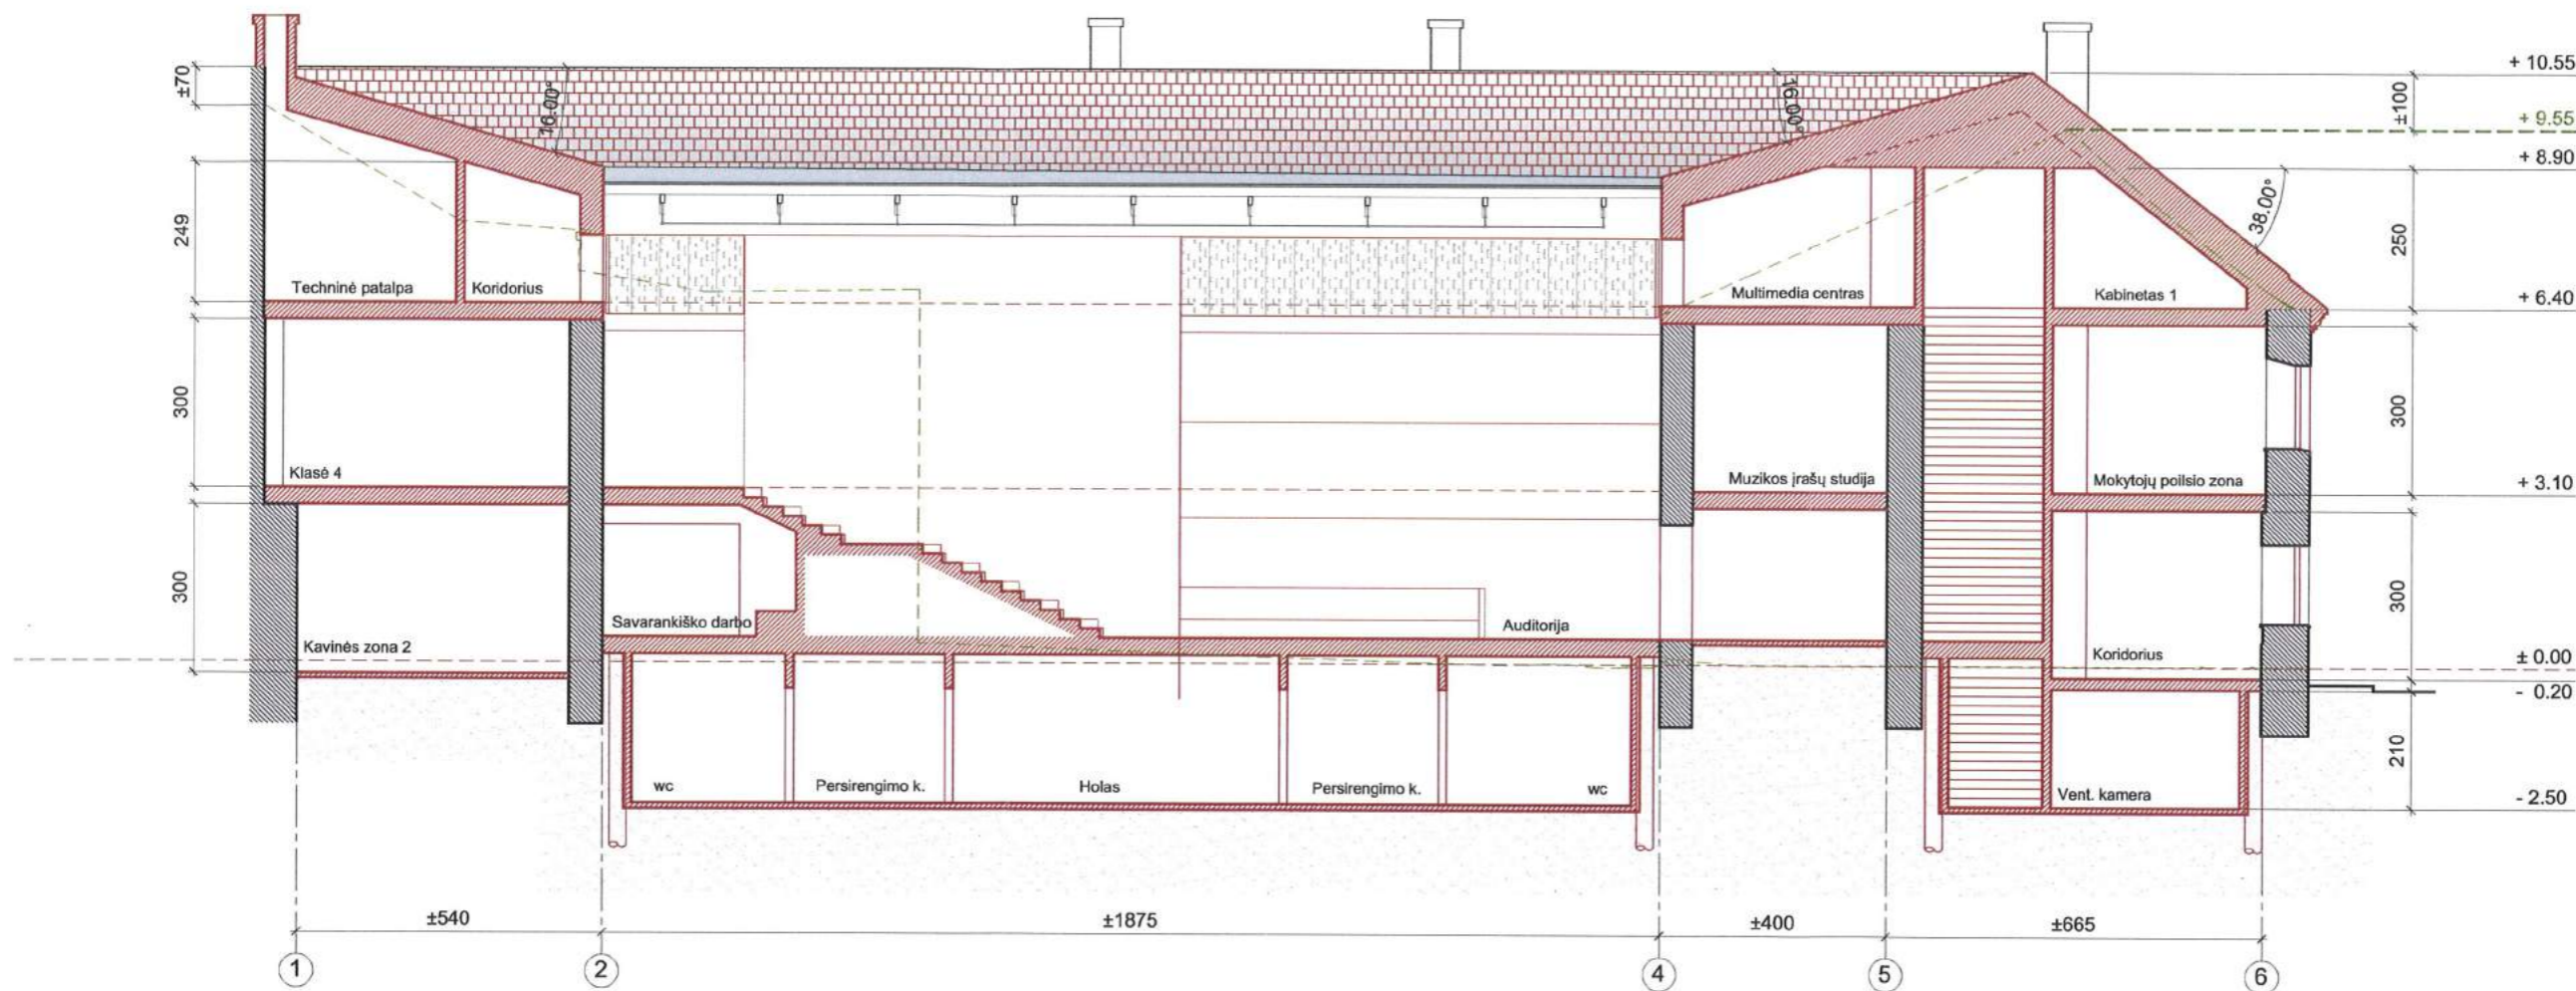 + 10.55
±70
16.00°
16.00°
±100
+ 9.55
+ 8.90
249
38.00°
250
Techninė patalpa
Koridorius
Multimedia centras
Kabinetas 1
+ 6.40
300
300
Klasė 4
Muzikos įrašų studija
Mokytojų poilsio zona
+ 3.10
300
300
Savarankiško darbo
Auditorija
Kavinės zona 2
Koridorius
± 0.00
- 0.20
210
wc
Persirengimo k.
Holas
Persirengimo k.
wc
Vent. kamera
- 2.50
±540
±1875
±400
±665
1
2
4
5
6